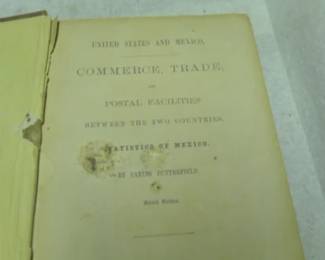 UNITED STATES AND MEXICO,
COMMERCE, TRADE,
AND
POSTAL FACILITIES
BETWEEN THE TWO COUNTRIES.
STATISTICS OF MEXICO.
BY CARLOS BUTTERFIELD.
Edition.